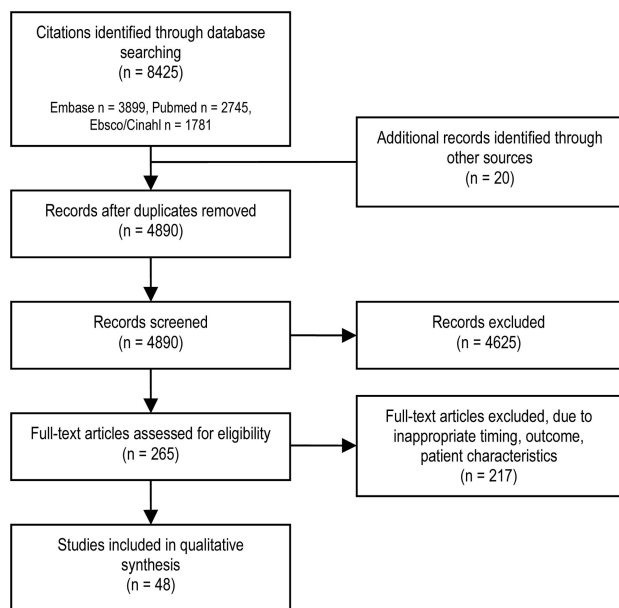 Citations identified through database
searching
(n = 8425)
Embase n = 3899, Pubmed n = 2745,
Ebsco/Cinahl n = 1781
Additional records identified through
other sources
(n = 20)
Records after duplicates removed
(n = 4890)
Records screened
(n = 4890)
Records excluded
(n = 4625)
Full-text articles assessed for eligibility
(n = 265)
Full-text articles excluded, due to
inappropriate timing, outcome,
patient characteristics
(n = 217)
Studies included in qualitative
synthesis
(n = 48)